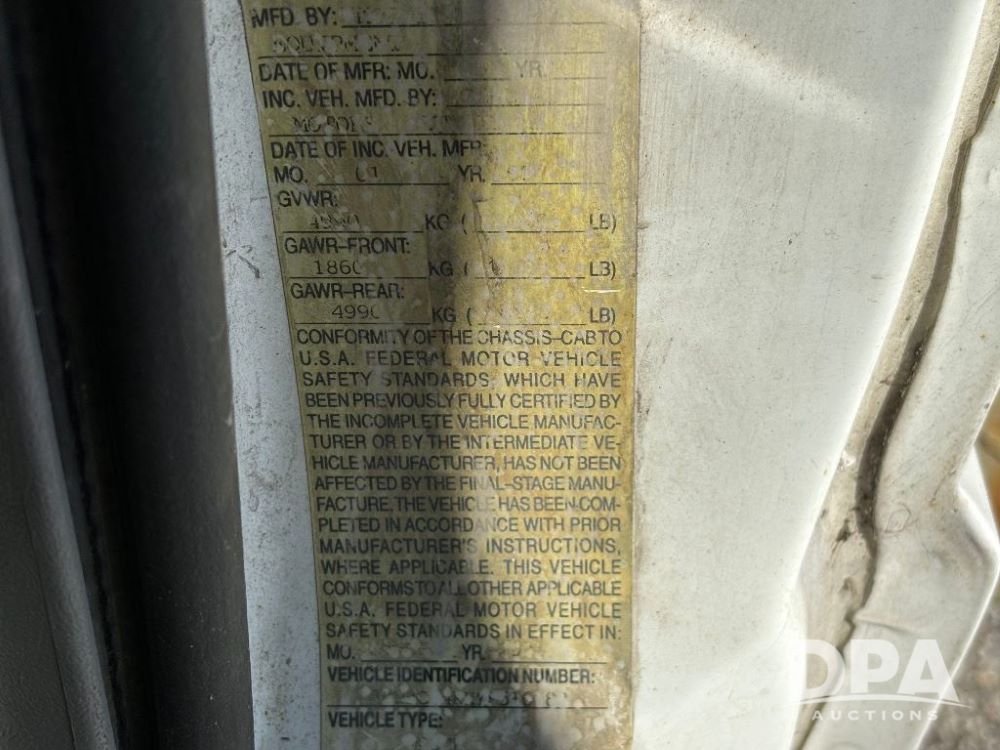 MFD. BY:
DATE OF MFR: MO. YR.
INC. VEH. MFD. BY:
DATE OF INC. VEH. MFR:
MO. YR.
GVWR:
KG ( LB)
GAWR-FRONT:
1860 KG ( LB)
GAWR-REAR:
4990 KG ( LB)
CONFORMITY OF THE CHASSIS-CAB TO
U.S.A. FEDERAL MOTOR VEHICLE
SAFETY STANDARDS, WHICH HAVE
BEEN PREVIOUSLY FULLY CERTIFIED BY
THE INCOMPLETE VEHICLE MANUFAC-
TURER OR BY THE INTERMEDIATE VE-
HICLE MANUFACTURER, HAS NOT BEEN
AFFECTED BY THE FINAL-STAGE MANU-
FACTURE. THE VEHICLE HAS BEEN COM-
PLETED IN ACCORDANCE WITH PRIOR
MANUFACTURER'S INSTRUCTIONS,
WHERE APPLICABLE. THIS VEHICLE
CONFORMS TO ALL OTHER APPLICABLE
U.S.A. FEDERAL MOTOR VEHICLE
SAFETY STANDARDS IN EFFECT IN:
MO. YR.
VEHICLE IDENTIFICATION NUMBER:
VEHICLE TYPE:
DPA
AUCTIONS